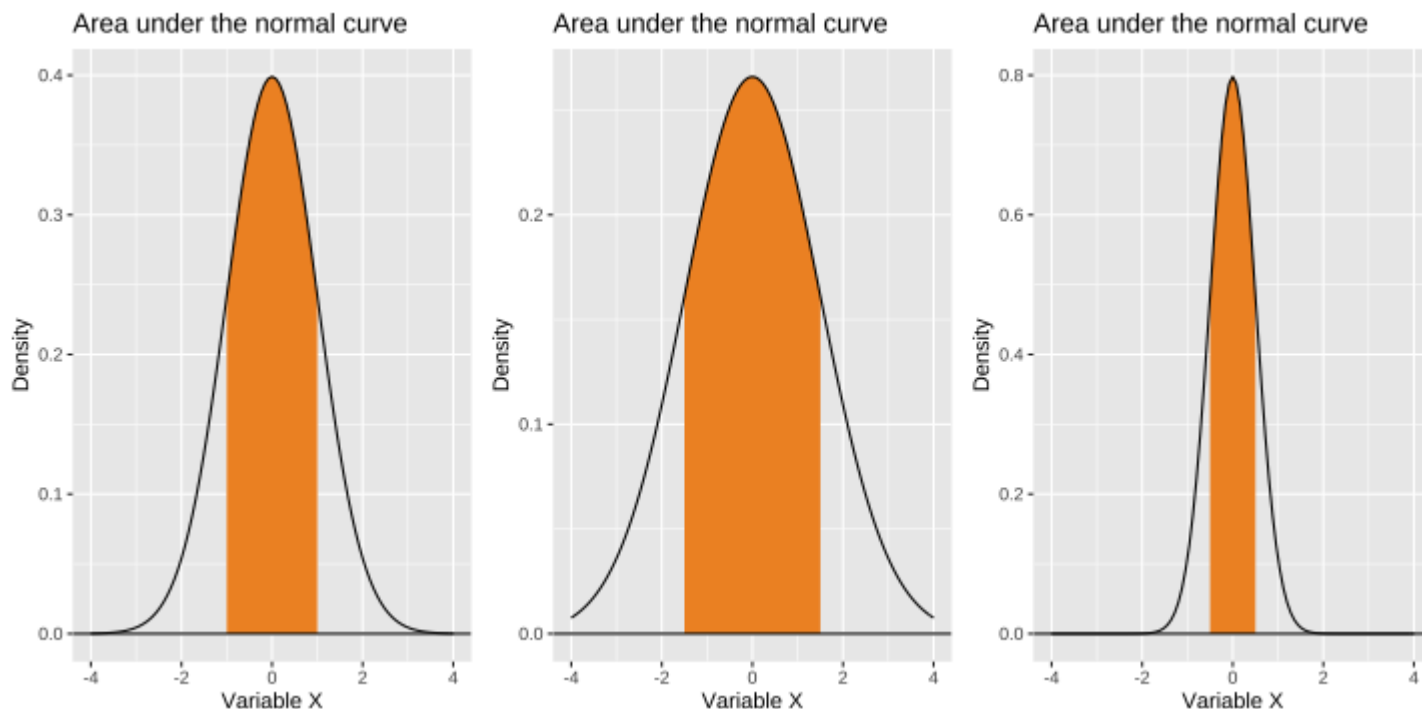 Area under the normal curve
0.4
0.3
0.2
0.1
0.0
Density
-4 -2 0 2 4
Variable X
Area under the normal curve
0.2
0.1
0.0
Density
-4 -2 0 2 4
Variable X
Area under the normal curve
0.8
0.6
0.4
0.2
0.0
Density
-4 -2 0 2 4
Variable X